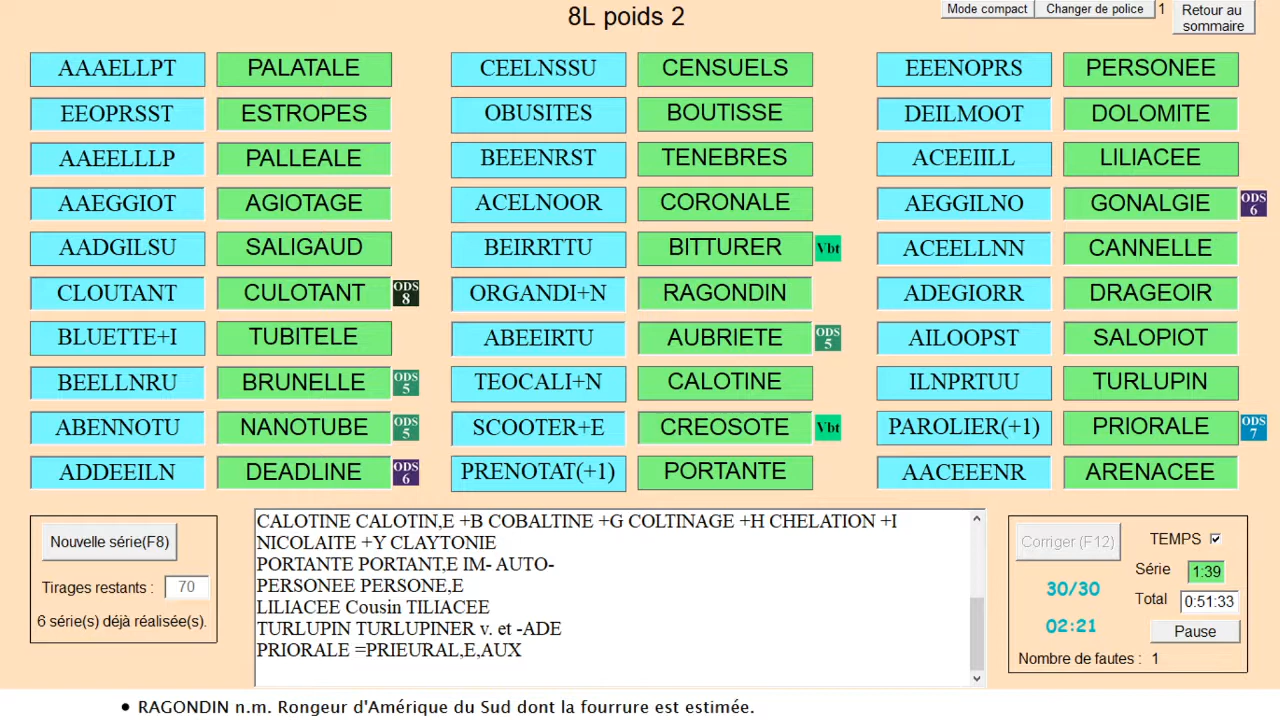 8L poids 2
Mode compact Changer de police 1 Retour au sommaire
AAAELLPT PALATALE CEELNSSU CENSUELS EEENOPRS PERSONEE
EEOPRSST ESTROPES OBUSITES BOUTISSE DEILMOOT DOLOMITE
AAEELLLP PALLEALE BEEENRST TENEBRES ACEEIILL LILIACEE
AAEGGIOT AGIOTAGE ACELNOOR CORONALE AEGGILNO GONALGIE ODS 6
AADGILSU SALIGAUD BEIRRTTU BITTURER Vbt ACEELLNN CANNELLE
CLOUTANT CULOTANT ODS 8 ORGANDI+N RAGONDIN ADEGIORR DRAGEOIR
BLUETTE+I TUBITELE ABEEIRTU AUBRIETE ODS 5 AILOOPST SALOPIOT
BEELLNRU BRUNELLE ODS 5 TEOCALI+N CALOTINE ILNPRTUU TURLUPIN
ABENNOTU NANOTUBE ODS 5 SCOOTER+E CREOSOTE Vbt PAROLIER(+1) PRIORALE ODS 7
ADDEEILN DEADLINE ODS 6 PRENOTAT(+1) PORTANTE AACEEENR ARENACEE
Nouvelle série(F8)
Tirages restants : 70
6 série(s) déjà réalisée(s).
CALOTINE CALOTIN,E +B COBALTINE +G COLTINAGE +H CHELATION +I
NICOLAITE +Y CLAYTONIE
PORTANTE PORTANT,E IM- AUTO-
PERSONEE PERSONE,E
LILIACEE Cousin TILIACEE
TURLUPIN TURLUPINER v. et -ADE
PRIORALE =PRIEURAL,E,AUX
Corriger (F12) TEMPS
Série 1:39
30/30
Total 0:51:33
02:21
Pause
Nombre de fautes : 1
• RAGONDIN n.m. Rongeur d'Amérique du Sud dont la fourrure est estimée.